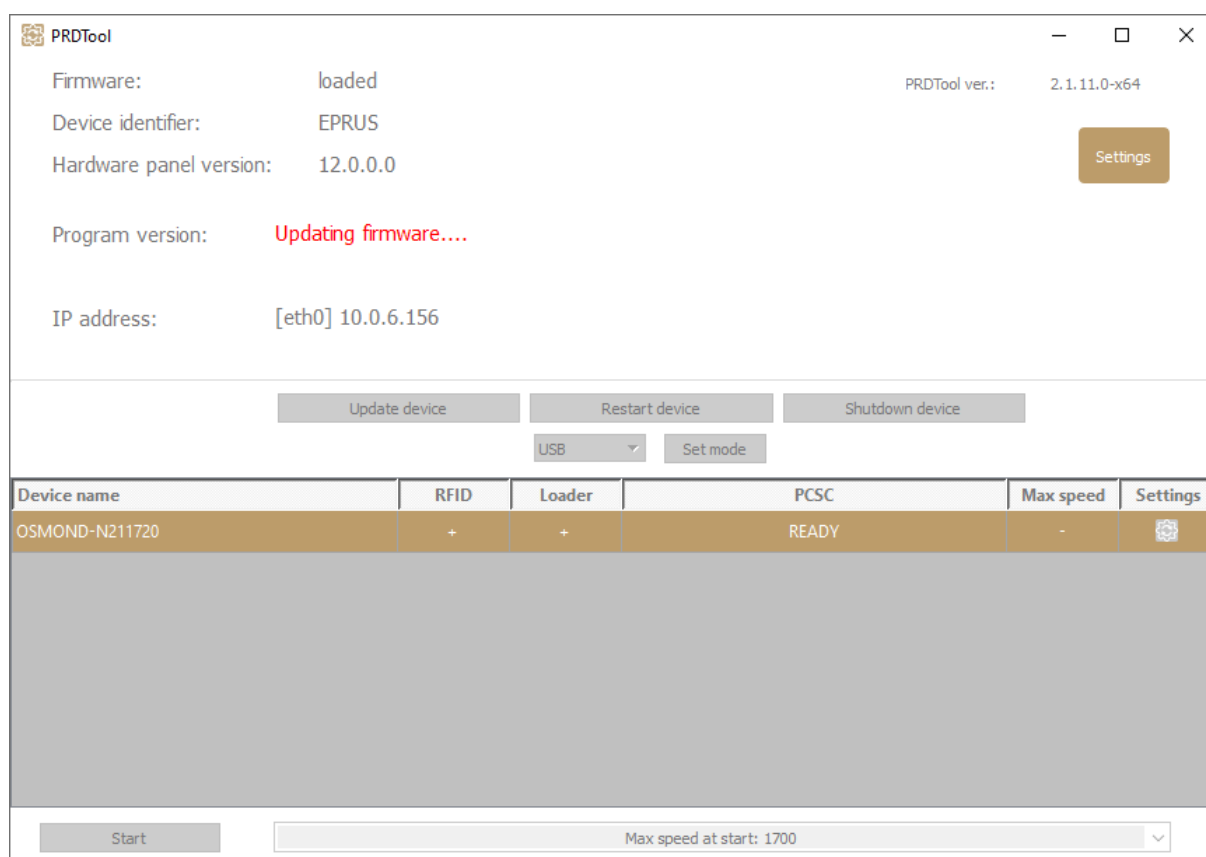 PRDTool
Firmware: loaded PRDTool ver.: 2.1.11.0-x64
Device identifier: EPRUS
Hardware panel version: 12.0.0.0
Settings
Program version: Updating firmware....
IP address: [eth0] 10.0.6.156
Update device Restart device Shutdown device
USB Set mode
Device name RFID Loader PCSC Max speed Settings
OSMOND-N211720 + + READY -
Start Max speed at start: 1700